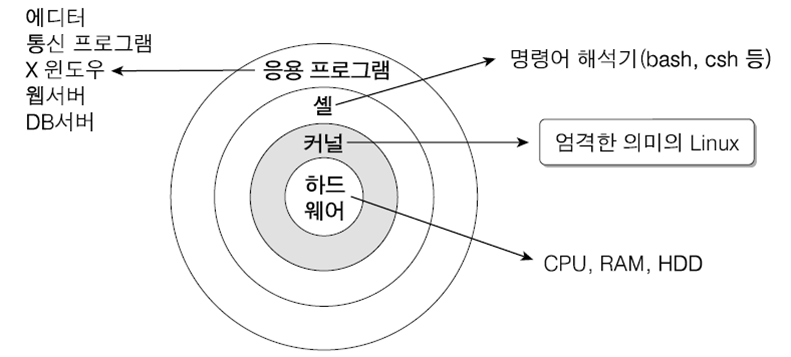 에디터
통신 프로그램
X 윈도우
웹서버
DB서버
응용 프로그램
셸
커널
하드
웨어
명령어 해석기(bash, csh 등)
엄격한 의미의 Linux
CPU, RAM, HDD